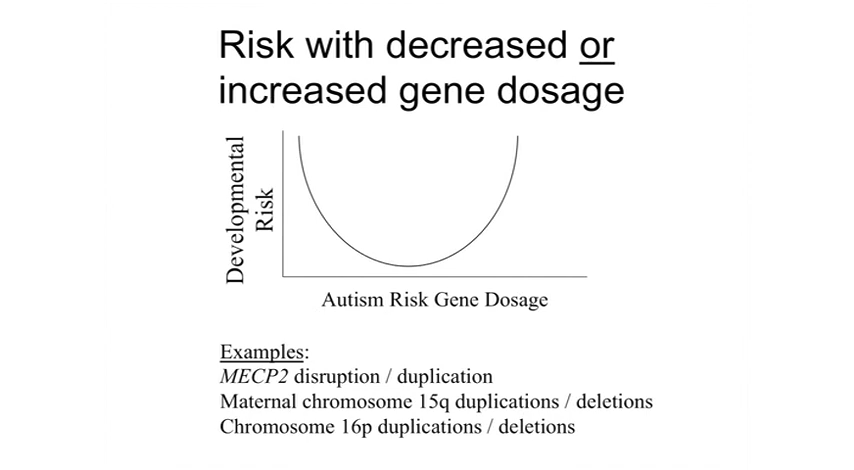 Risk with decreased or
increased gene dosage
Developmental
Risk
Autism Risk Gene Dosage
Examples:
MECP2 disruption / duplication
Maternal chromosome 15q duplications / deletions
Chromosome 16p duplications / deletions